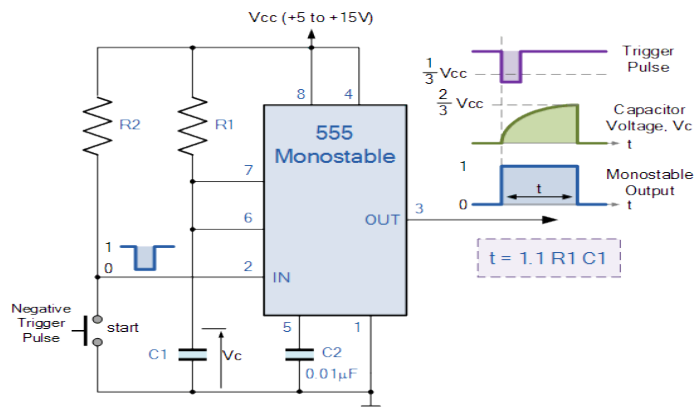 Vcc (+5 to +15V)
8
4
R2
R1
555
Monostable
7
6
OUT
3
1
0
2
IN
Negative
Trigger
Pulse
start
5
1
C1
Vc
C2
0.01µF
Trigger
Pulse
1/3 Vcc
2/3 Vcc
Capacitor
Voltage, Vc
t
1
Monostable
Output
t
0
t
t = 1.1 R1 C1